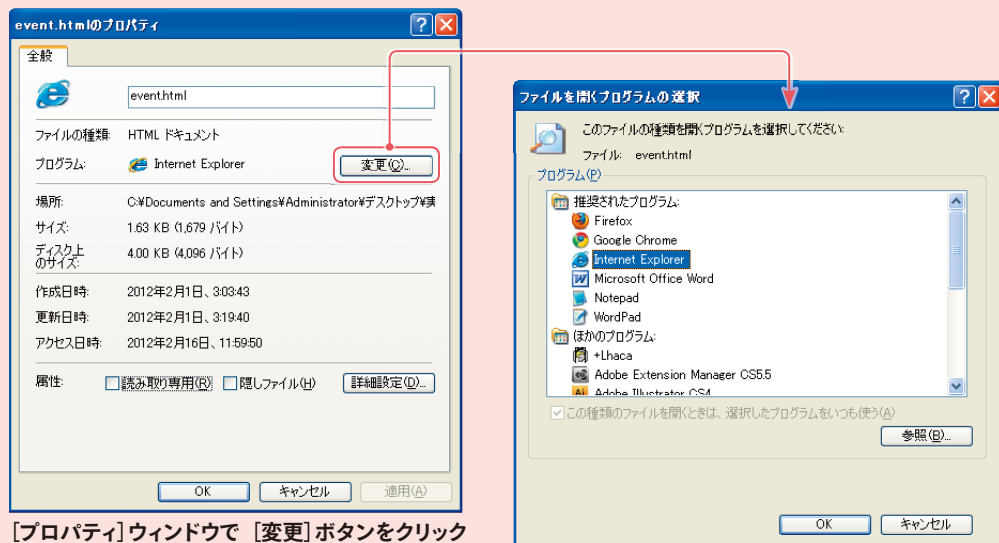 event.htmlのプロパティ
全般
event.html
ファイルの種類: HTML ドキュメント
プログラム: Internet Explorer 変更(C)...
場所: C:¥Documents and Settings¥Administrator¥デスクトップ¥
サイズ: 1.63 KB (1,679 バイト)
ディスク上
のサイズ: 4.00 KB (4,096 バイト)
作成日時: 2012年2月1日、3:03:43
更新日時: 2012年2月1日、3:19:40
アクセス日時: 2012年2月16日、11:59:50
属性: 読み取り専用(R) 隠しファイル(H) 詳細設定(D)...
OK キャンセル 適用(A)
[プロパティ]ウィンドウで [変更]ボタンをクリック
ファイルを開くプログラムの選択
このファイルの種類を開くプログラムを選択してください:
ファイル: event.html
プログラム(P)
推奨されたプログラム:
Firefox
Google Chrome
Internet Explorer
Microsoft Office Word
Notepad
WordPad
ほかのプログラム:
+Lhaca
Adobe Extension Manager CS5.5
Adobe Illustrator CS4
この種類のファイルを開くときは、選択したプログラムをいつも使う(A)
参照(B)...
OK キャンセル